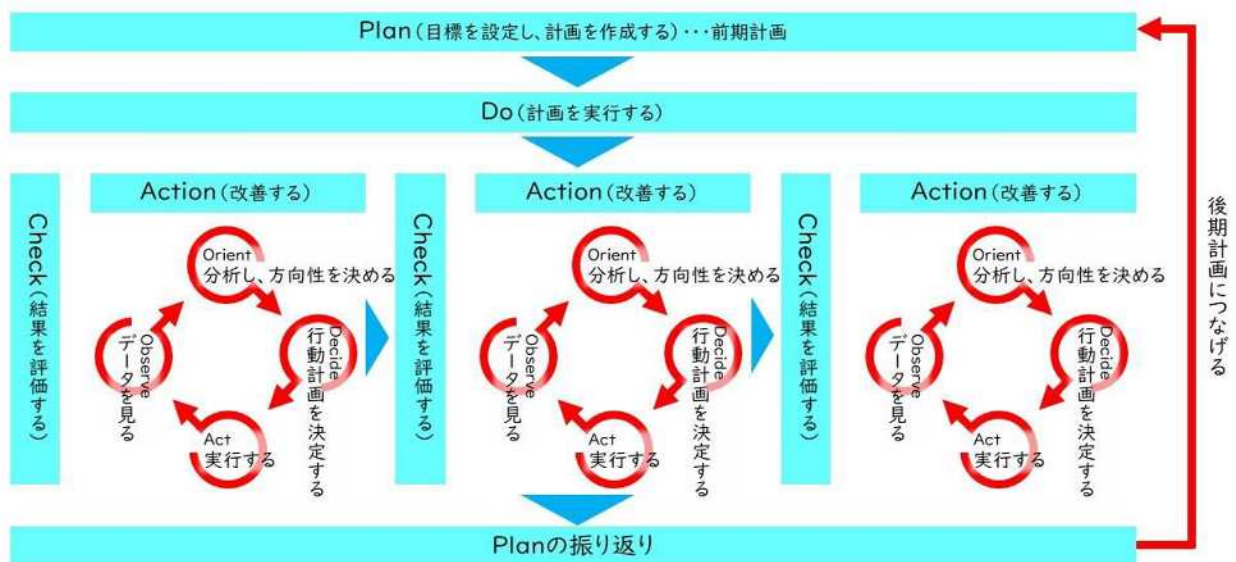 Plan(目標を設定し、計画を作成する)・・・前期計画
Do(計画を実行する)
Check(結果を評価する)
Action(改善する)
Orient
分析し、方向性を決める
Decide
行動計画を決定する
Act
実行する
Observe
データを見る
Check(結果を評価する)
Action(改善する)
Orient
分析し、方向性を決める
Decide
行動計画を決定する
Act
実行する
Observe
データを見る
Check(結果を評価する)
Action(改善する)
Orient
分析し、方向性を決める
Decide
行動計画を決定する
Act
実行する
Observe
データを見る
Planの振り返り
後期計画につなげる